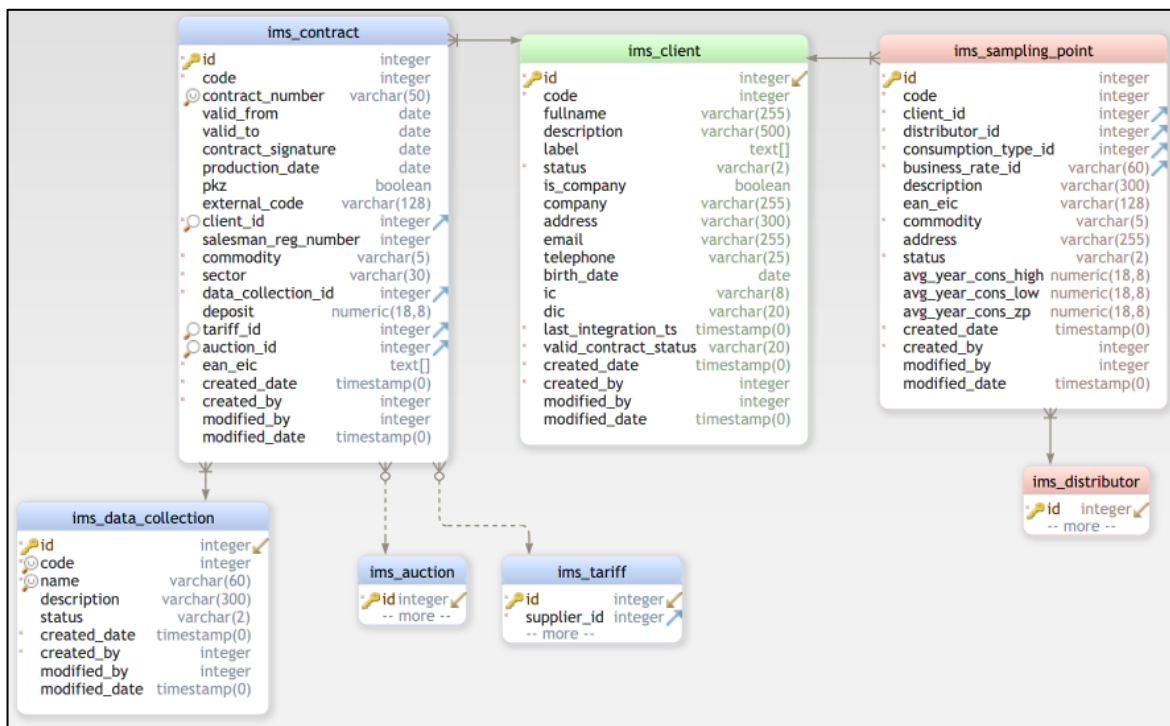 ims_contract
id integer
code integer
contract_number varchar(50)
valid_from date
valid_to date
contract_signature date
production_date date
pkz boolean
external_code varchar(128)
client_id integer
salesman_reg_number integer
commodity varchar(5)
sector varchar(30)
data_collection_id integer
deposit numeric(18,8)
tariff_id integer
auction_id integer
ean_eic text[]
created_date timestamp(0)
created_by integer
modified_by integer
modified_date timestamp(0)
ims_client
id integer
code integer
fullname varchar(255)
description varchar(500)
label text[]
status varchar(2)
is_company boolean
company varchar(255)
address varchar(300)
email varchar(255)
telephone varchar(25)
birth_date date
ic varchar(8)
dic varchar(20)
last_integration_ts timestamp(0)
valid_contract_status varchar(20)
created_date timestamp(0)
created_by integer
modified_by integer
modified_date timestamp(0)
ims_sampling_point
id integer
code integer
client_id integer
distributor_id integer
consumption_type_id integer
business_rate_id varchar(60)
description varchar(300)
ean_eic varchar(128)
commodity varchar(5)
address varchar(255)
status varchar(2)
avg_year_cons_high numeric(18,8)
avg_year_cons_low numeric(18,8)
avg_year_cons_zp numeric(18,8)
created_date timestamp(0)
created_by integer
modified_by integer
modified_date timestamp(0)
ims_data_collection
id integer
code integer
name varchar(60)
description varchar(300)
status varchar(2)
created_date timestamp(0)
created_by integer
modified_by integer
modified_date timestamp(0)
ims_auction
id integer
-- more --
ims_tariff
id integer
supplier_id integer
-- more --
ims_distributor
id integer
-- more --